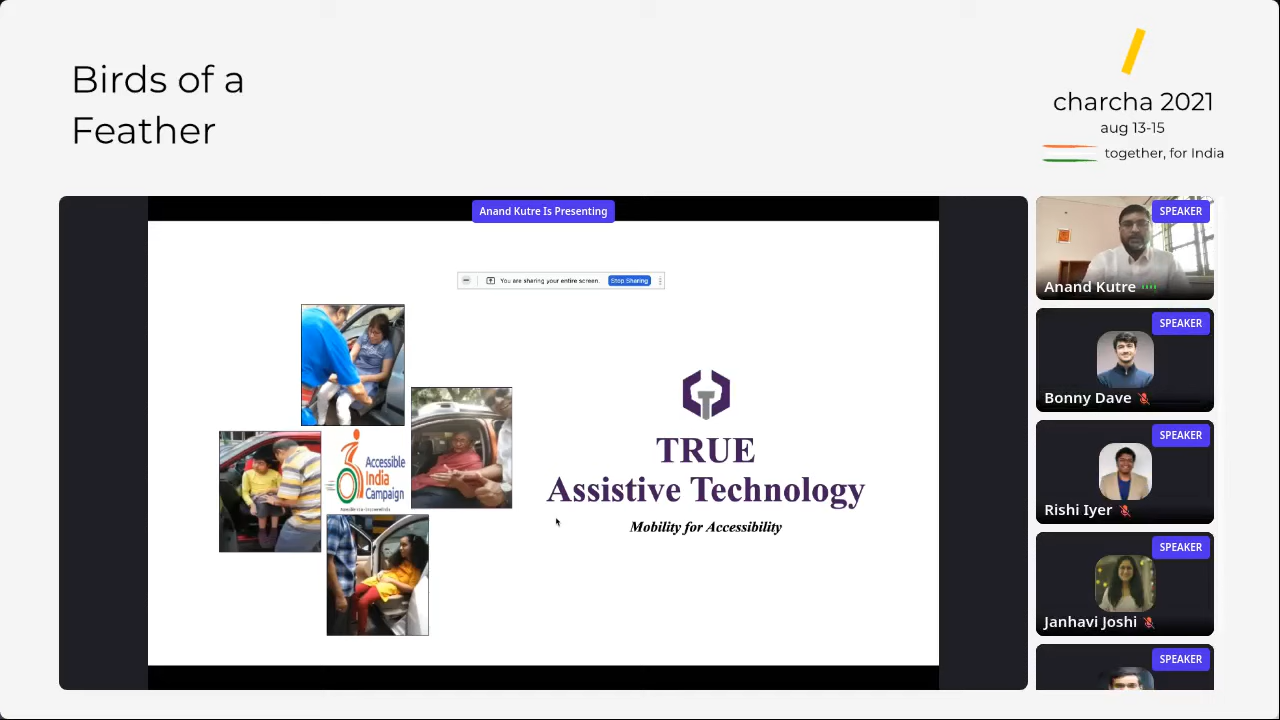 Birds of a
Feather
charcha 2021
aug 13-15
together, for India
Anand Kutre Is Presenting
You are sharing your entire screen.
Stop Sharing
Accessible
India
Campaign
TRUE
Assistive Technology
Mobility for Accessibility
SPEAKER
Anand Kutre
SPEAKER
Bonny Dave
SPEAKER
Rishi Iyer
SPEAKER
Janhavi Joshi
SPEAKER